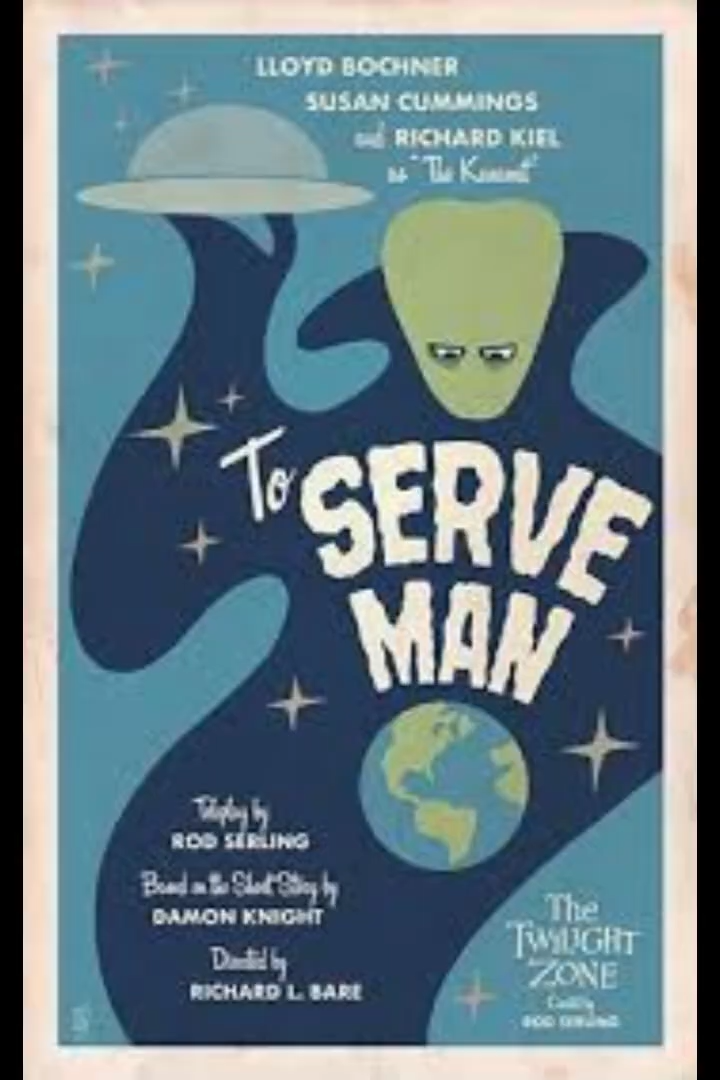 LLOYD BOCHNER
SUSAN CUMMINGS
and RICHARD KIEL
as "The Kanamit"
To
SERVE
MAN
Teleplay by
ROD SERLING
Based on the Short Story by
DAMON KNIGHT
Directed by
RICHARD L. BARE
The
TWILIGHT
ZONE
Created by
ROD SERLING